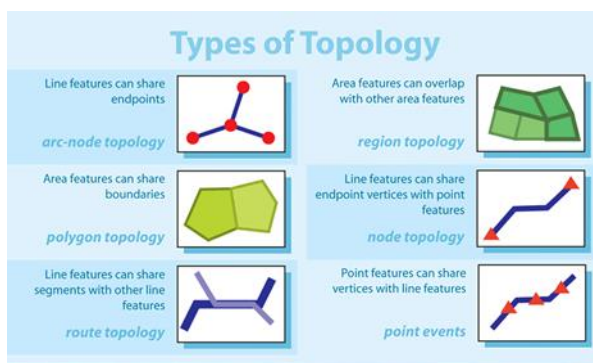 Types of Topology
Line features can share
endpoints
arc-node topology
Area features can overlap
with other area features
region topology
Area features can share
boundaries
polygon topology
Line features can share
endpoint vertices with point
features
node topology
Line features can share
segments with other line
features
route topology
Point features can share
vertices with line features
point events